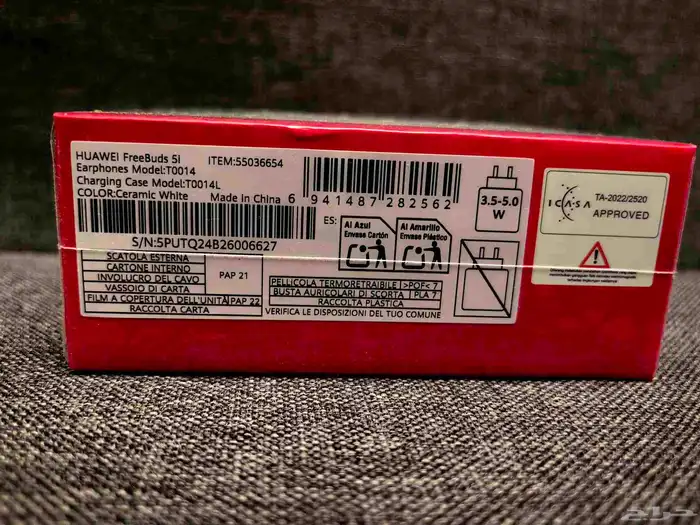 HUAWEI FreeBuds 5I
ITEM:55036654
Earphones Model:T0014
Charging Case Model:T0014L
COLOR:Ceramic White
Made in China
6 941487 282562
S/N:5PUTQ24B26006627
ES:
Al Azul
Envase Cartón
Al Amarillo
Envase Plástico
3.5-5.0
W
SCATOLA ESTERNA
CARTONE INTERNO
INVOLUCRO DEL CAVO
VASSOIO DI CARTA
PAP 21
FILM A COPERTURA DELL'UNITÀ PAP 22
RACCOLTA CARTA
PELLICOLA TERMORETRAIBILE >POF< 7
BUSTA AURICOLARI DI SCORTA PLA 7
RACCOLTA PLASTICA
VERIFICA LE DISPOSIZIONI DEL TUO COMUNE
ICASA
TA-2022/2520
APPROVED
حراج